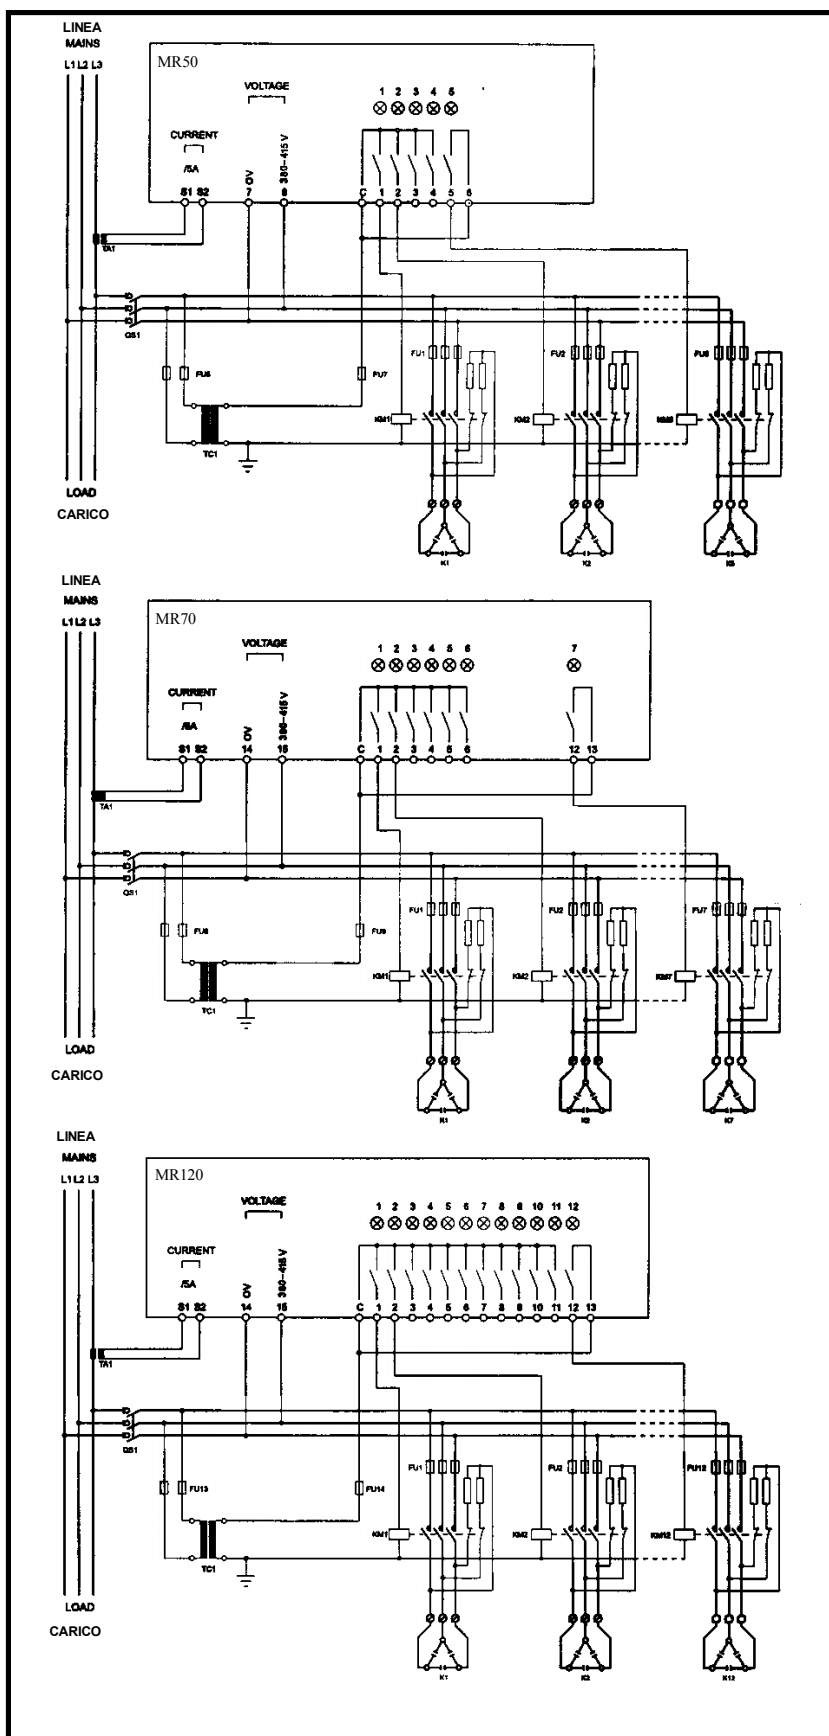 LINEA
MAINS
L1 L2 L3
MR50
VOLTAGE
1 2 3 4 5
CURRENT
/5A
0V
380-415V
S1 S2 7 8 C 1 2 3 4 5 6
TA1
QS1
FU6
FU7
FU1
FU2
TC1
KM1
KM2
LOAD
CARICO
K1
K2
LINEA
MAINS
L1 L2 L3
MR70
VOLTAGE
1 2 3 4 5 6 7
CURRENT
/5A
0V
380-415V
S1 S2 14 15 C 1 2 3 4 5 6 12 13
TA1
QS1
FU8
FU9
FU1
FU2
FU7
TC1
KM1
KM2
KM7
LOAD
CARICO
K1
K2
K7
LINEA
MAINS
L1 L2 L3
MR120
VOLTAGE
1 2 3 4 5 6 7 8 9 10 11 12
CURRENT
/5A
0V
380-415V
S1 S2 14 15 C 1 2 3 4 5 6 7 8 9 10 11 12 13
TA1
QS1
FU13
FU14
FU1
FU2
FU12
TC1
KM1
KM2
KM12
LOAD
CARICO
K1
K2
K12